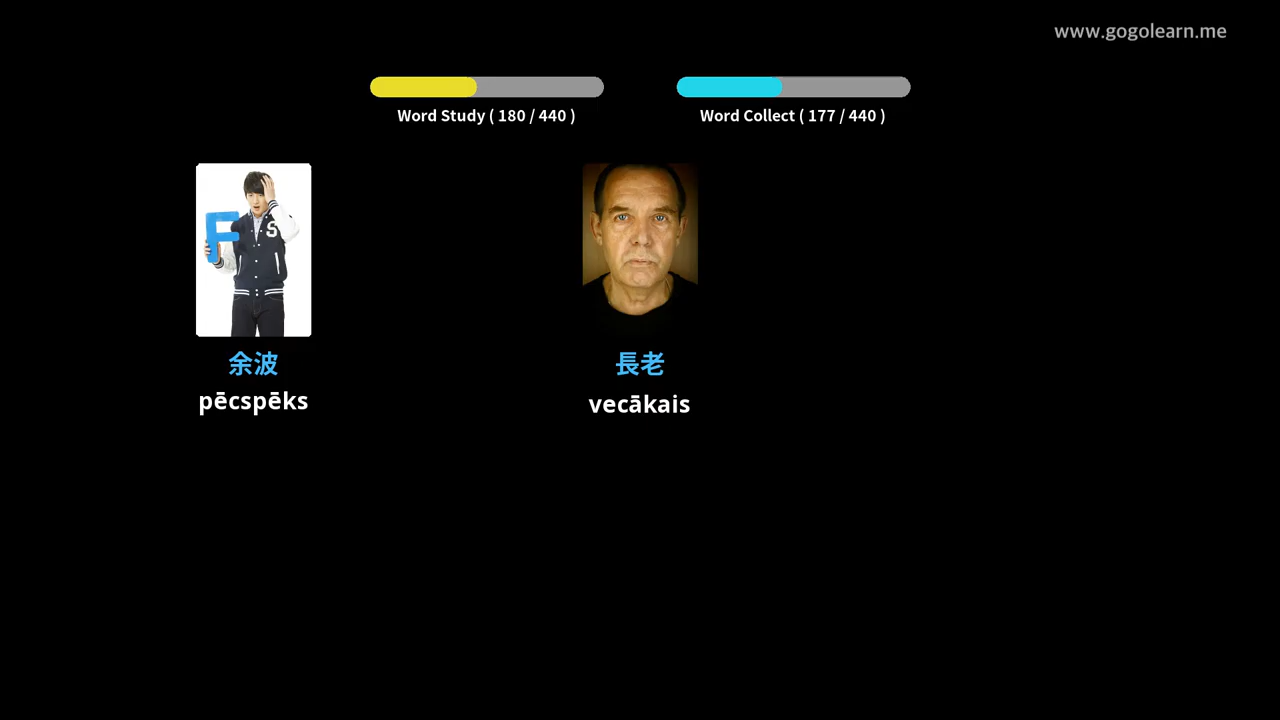 www.gogolearn.me
Word Study ( 180 / 440 )
Word Collect ( 177 / 440 )
F
S
余波
pēcspēks
長老
vecākais